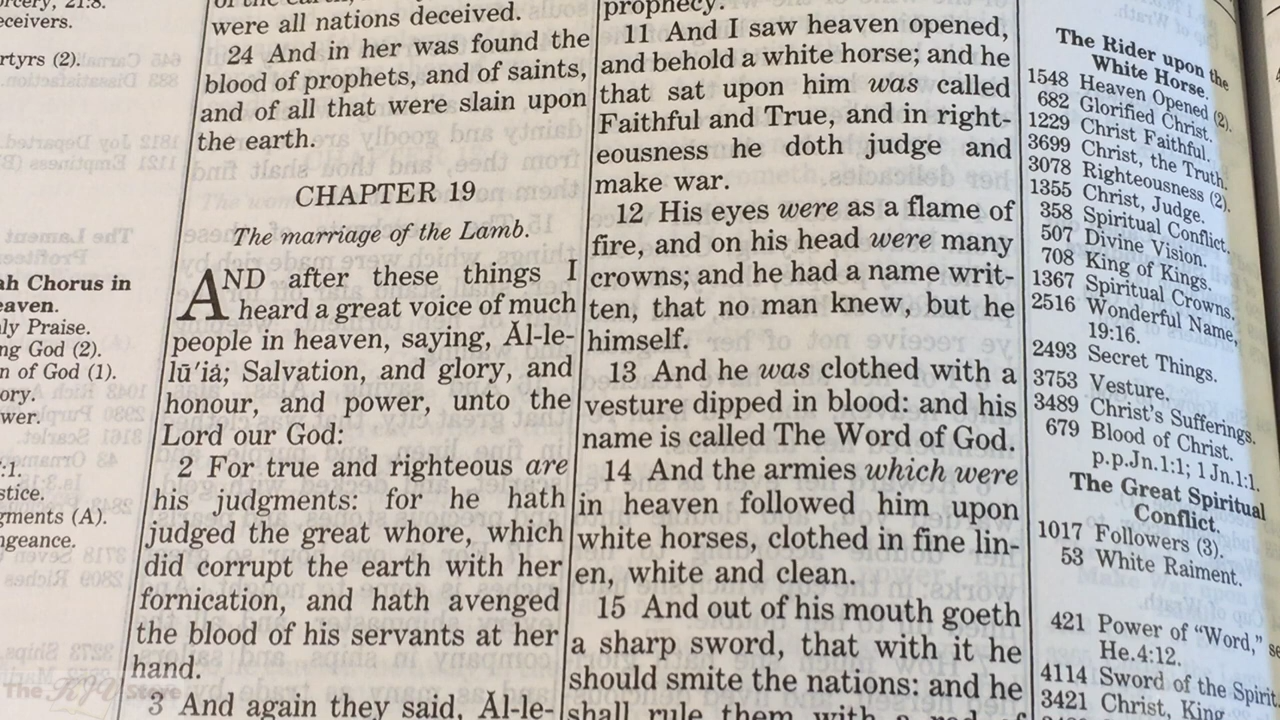 21:8.
eceivers.
rtyrs (2).
ah Chorus in
eaven.
ly Praise.
ng God (2).
n of God (1).
ory.
wer.
:1.
stice.
gments (A).
ngeance.
were all nations deceived.
24 And in her was found the
blood of prophets, and of saints,
and of all that were slain upon
the earth.
CHAPTER 19
The marriage of the Lamb.
AND after these things I
heard a great voice of much
people in heaven, saying, Ăl-le-
lū′iȧ; Salvation, and glory, and
honour, and power, unto the
Lord our God:
2 For true and righteous are
his judgments: for he hath
judged the great whore, which
did corrupt the earth with her
fornication, and hath avenged
the blood of his servants at her
hand.
3 And again they said, Ăl-le-
prophecy.
11 And I saw heaven opened,
and behold a white horse; and he
that sat upon him was called
Faithful and True, and in right-
eousness he doth judge and
make war.
12 His eyes were as a flame of
fire, and on his head were many
crowns; and he had a name writ-
ten, that no man knew, but he
himself.
13 And he was clothed with a
vesture dipped in blood: and his
name is called The Word of God.
14 And the armies which were
in heaven followed him upon
white horses, clothed in fine lin-
en, white and clean.
15 And out of his mouth goeth
a sharp sword, that with it he
should smite the nations: and he
shall rule them with a rod of
The Rider upon the
White Horse.
1548 Heaven Opened (2).
682 Glorified Christ.
1229 Christ Faithful.
3699 Christ, the Truth.
3078 Righteousness (2).
1355 Christ, Judge.
358 Spiritual Conflict.
507 Divine Vision.
708 King of Kings.
1367 Spiritual Crowns.
2516 Wonderful Name,
19:16.
2493 Secret Things.
3753 Vesture.
3489 Christ's Sufferings.
679 Blood of Christ.
p.p.Jn.1:1; 1 Jn.1:1.
The Great Spiritual
Conflict.
1017 Followers (3).
53 White Raiment.
421 Power of "Word," se
He.4:12.
4114 Sword of the Spirit
3421 Christ, King
The KJV Store